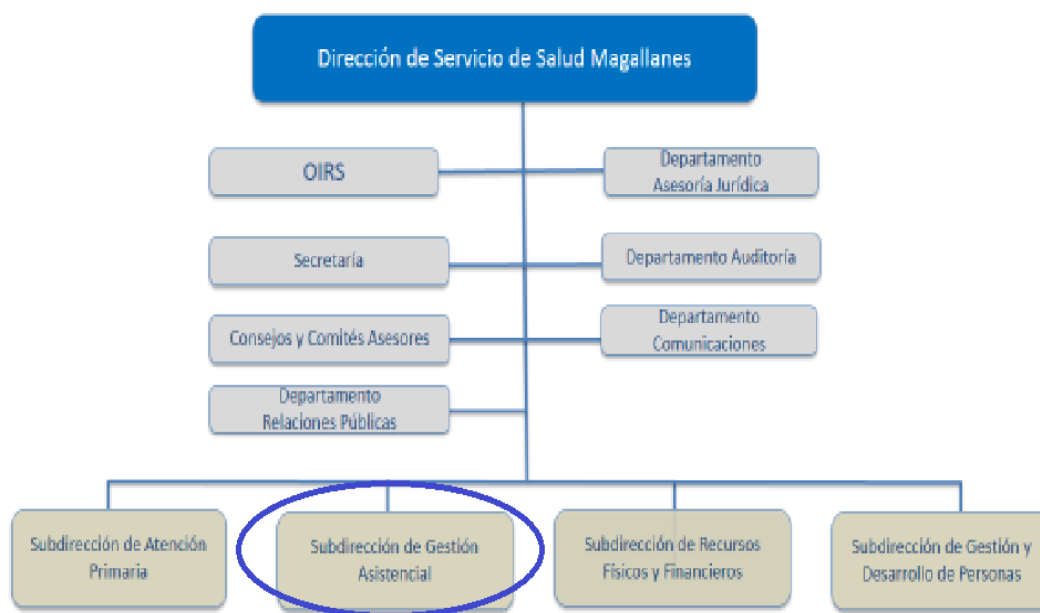 Dirección de Servicio de Salud Magallanes
OIRS
Departamento
Asesoría Jurídica
Secretaría
Departamento Auditoría
Consejos y Comités Asesores
Departamento
Comunicaciones
Departamento
Relaciones Públicas
Subdirección de Atención
Primaria
Subdirección de Gestión
Asistencial
Subdirección de Recursos
Físicos y Financieros
Subdirección de Gestión y
Desarrollo de Personas